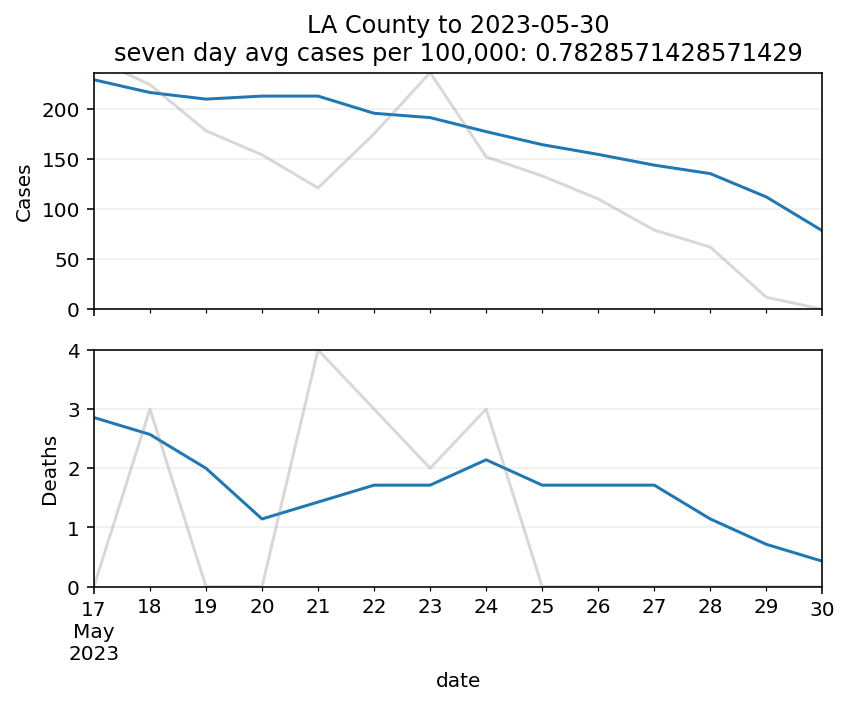 LA County to 2023-05-30
seven day avg cases per 100,000: 0.7828571428571429
200
150
100
50
0
Cases
4
3
2
1
0
Deaths
17 18 19 20 21 22 23 24 25 26 27 28 29 30
May
2023
date